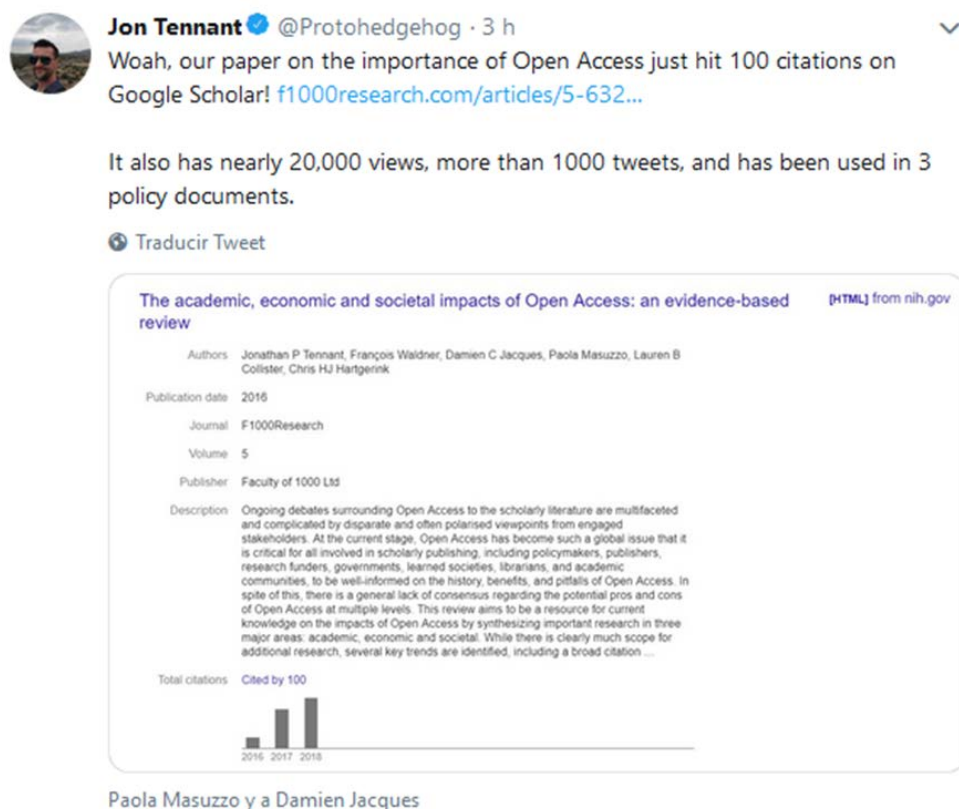 Jon Tennant @Protohedgehog · 3 h
Woah, our paper on the importance of Open Access just hit 100 citations on
Google Scholar! f1000research.com/articles/5-632...
It also has nearly 20,000 views, more than 1000 tweets, and has been used in 3
policy documents.
Traducir Tweet
The academic, economic and societal impacts of Open Access: an evidence-based
review
[HTML] from nih.gov
Authors Jonathan P Tennant, François Waldner, Damien C Jacques, Paola Masuzzo, Lauren B
Collister, Chris HJ Hartgerink
Publication date 2016
Journal F1000Research
Volume 5
Publisher Faculty of 1000 Ltd
Description Ongoing debates surrounding Open Access to the scholarly literature are multifaceted
and complicated by disparate and often polarised viewpoints from engaged
stakeholders. At the current stage, Open Access has become such a global issue that it
is critical for all involved in scholarly publishing, including policymakers, publishers,
research funders, governments, learned societies, librarians, and academic
communities, to be well-informed on the history, benefits, and pitfalls of Open Access. In
spite of this, there is a general lack of consensus regarding the potential pros and cons
of Open Access at multiple levels. This review aims to be a resource for current
knowledge on the impacts of Open Access by synthesizing important research in three
major areas: academic, economic and societal. While there is clearly much scope for
additional research, several key trends are identified, including a broad citation ...
Total citations Cited by 100
2016 2017 2018
Paola Masuzzo y a Damien Jacques